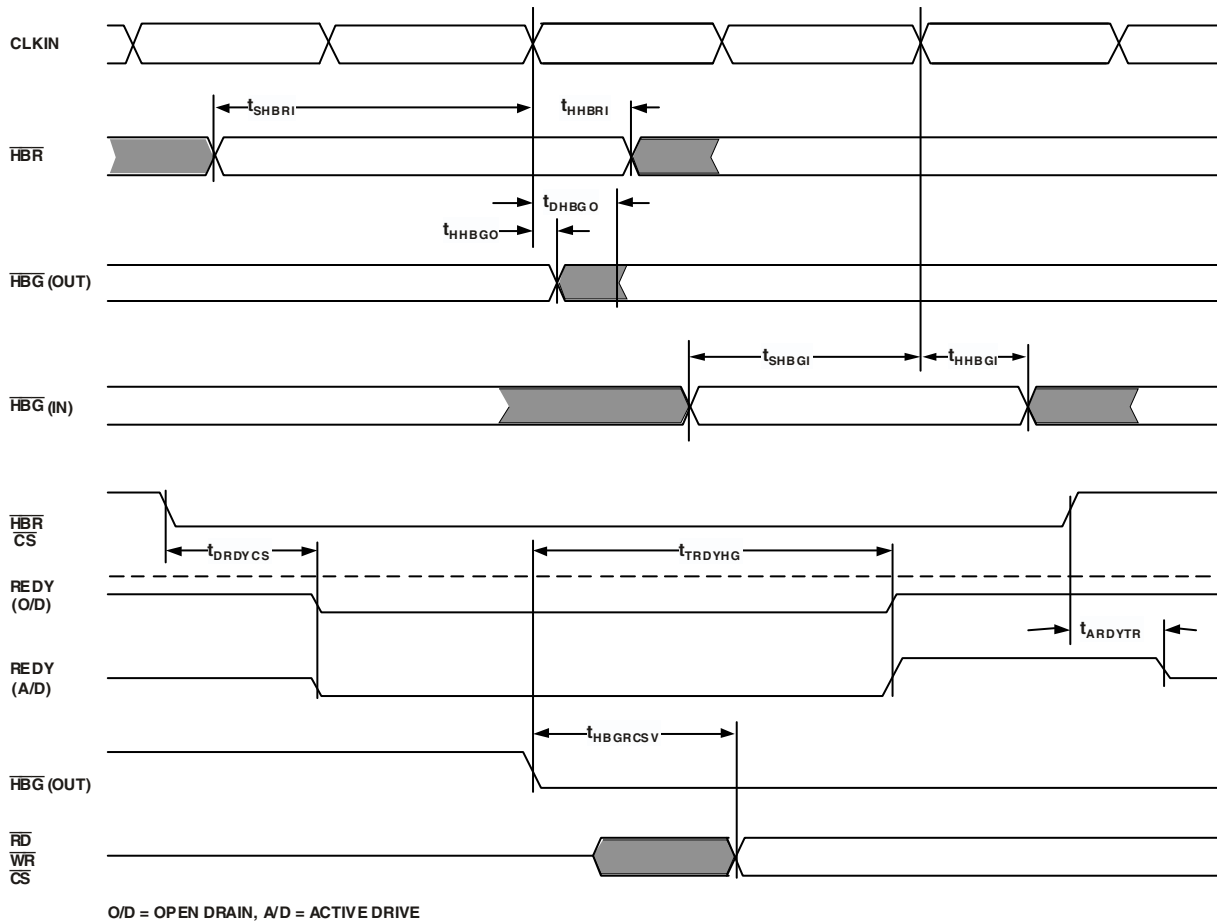 CLKIN
tSHBRI
tHHBRI
HBR
tDHBGO
tHHBGO
HBG (OUT)
tSHBGI
tHHBGI
HBG (IN)
HBR
CS
tDRDYCS
tTRDYHG
REDY
(O/D)
tARDYTR
REDY
(A/D)
tHBGRCSV
HBG (OUT)
RD
WR
CS
O/D = OPEN DRAIN, A/D = ACTIVE DRIVE